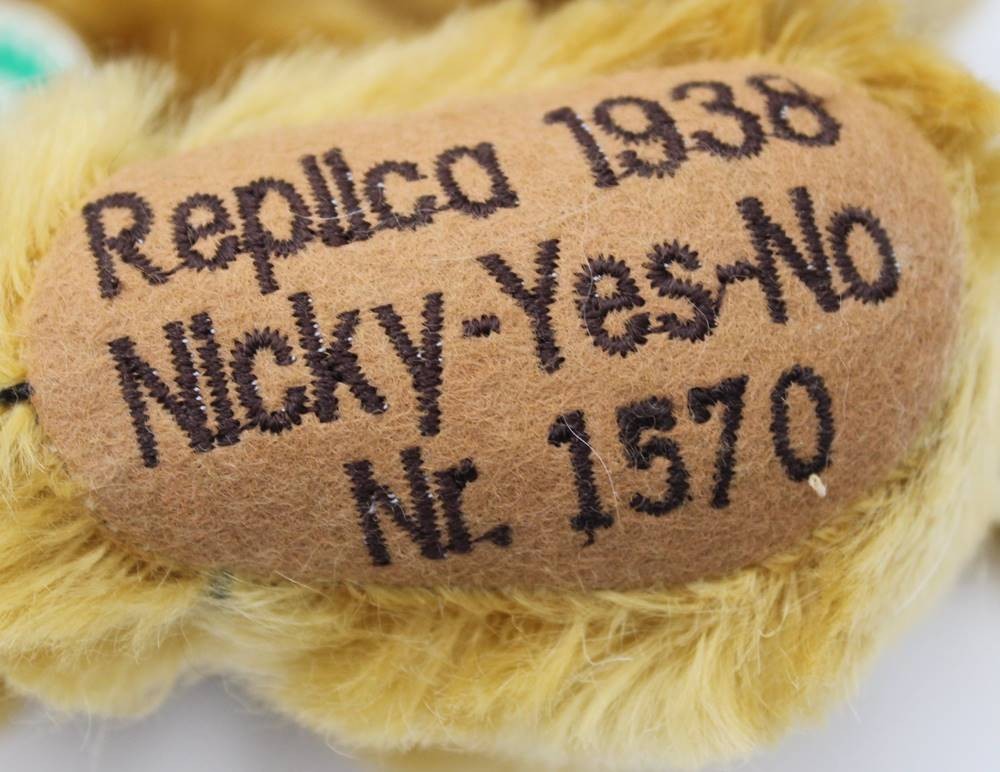 Replica 1938
Nicky-Yes-No
Nr. 1570